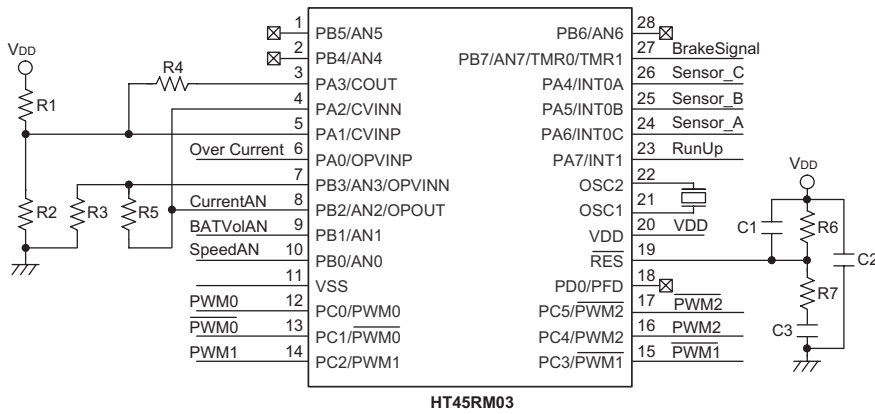 1 PB5/AN5 PB6/AN6 28
2 PB4/AN4 PB7/AN7/TMR0/TMR1 27 BrakeSignal
VDD R4 3 PA3/COUT PA4/INT0A 26 Sensor_C
R1 4 PA2/CVINN PA5/INT0B 25 Sensor_B
5 PA1/CVINP PA6/INT0C 24 Sensor_A
Over Current 6 PA0/OPVINP PA7/INT1 23 RunUp
7 PB3/AN3/OPVINN OSC2 22 VDD
R2 R3 R5 CurrentAN 8 PB2/AN2/OPOUT OSC1 21
BATVolAN 9 PB1/AN1 VDD 20 VDD C1 R6
SpeedAN 10 PB0/AN0 RES 19 C2
11 VSS PD0/PFD 18 R7
PWM0 12 PC0/PWM0 PC5/PWM2 17 PWM2
PWM0 13 PC1/PWM0 PC4/PWM2 16 PWM2 C3
PWM1 14 PC2/PWM1 PC3/PWM1 15 PWM1
HT45RM03